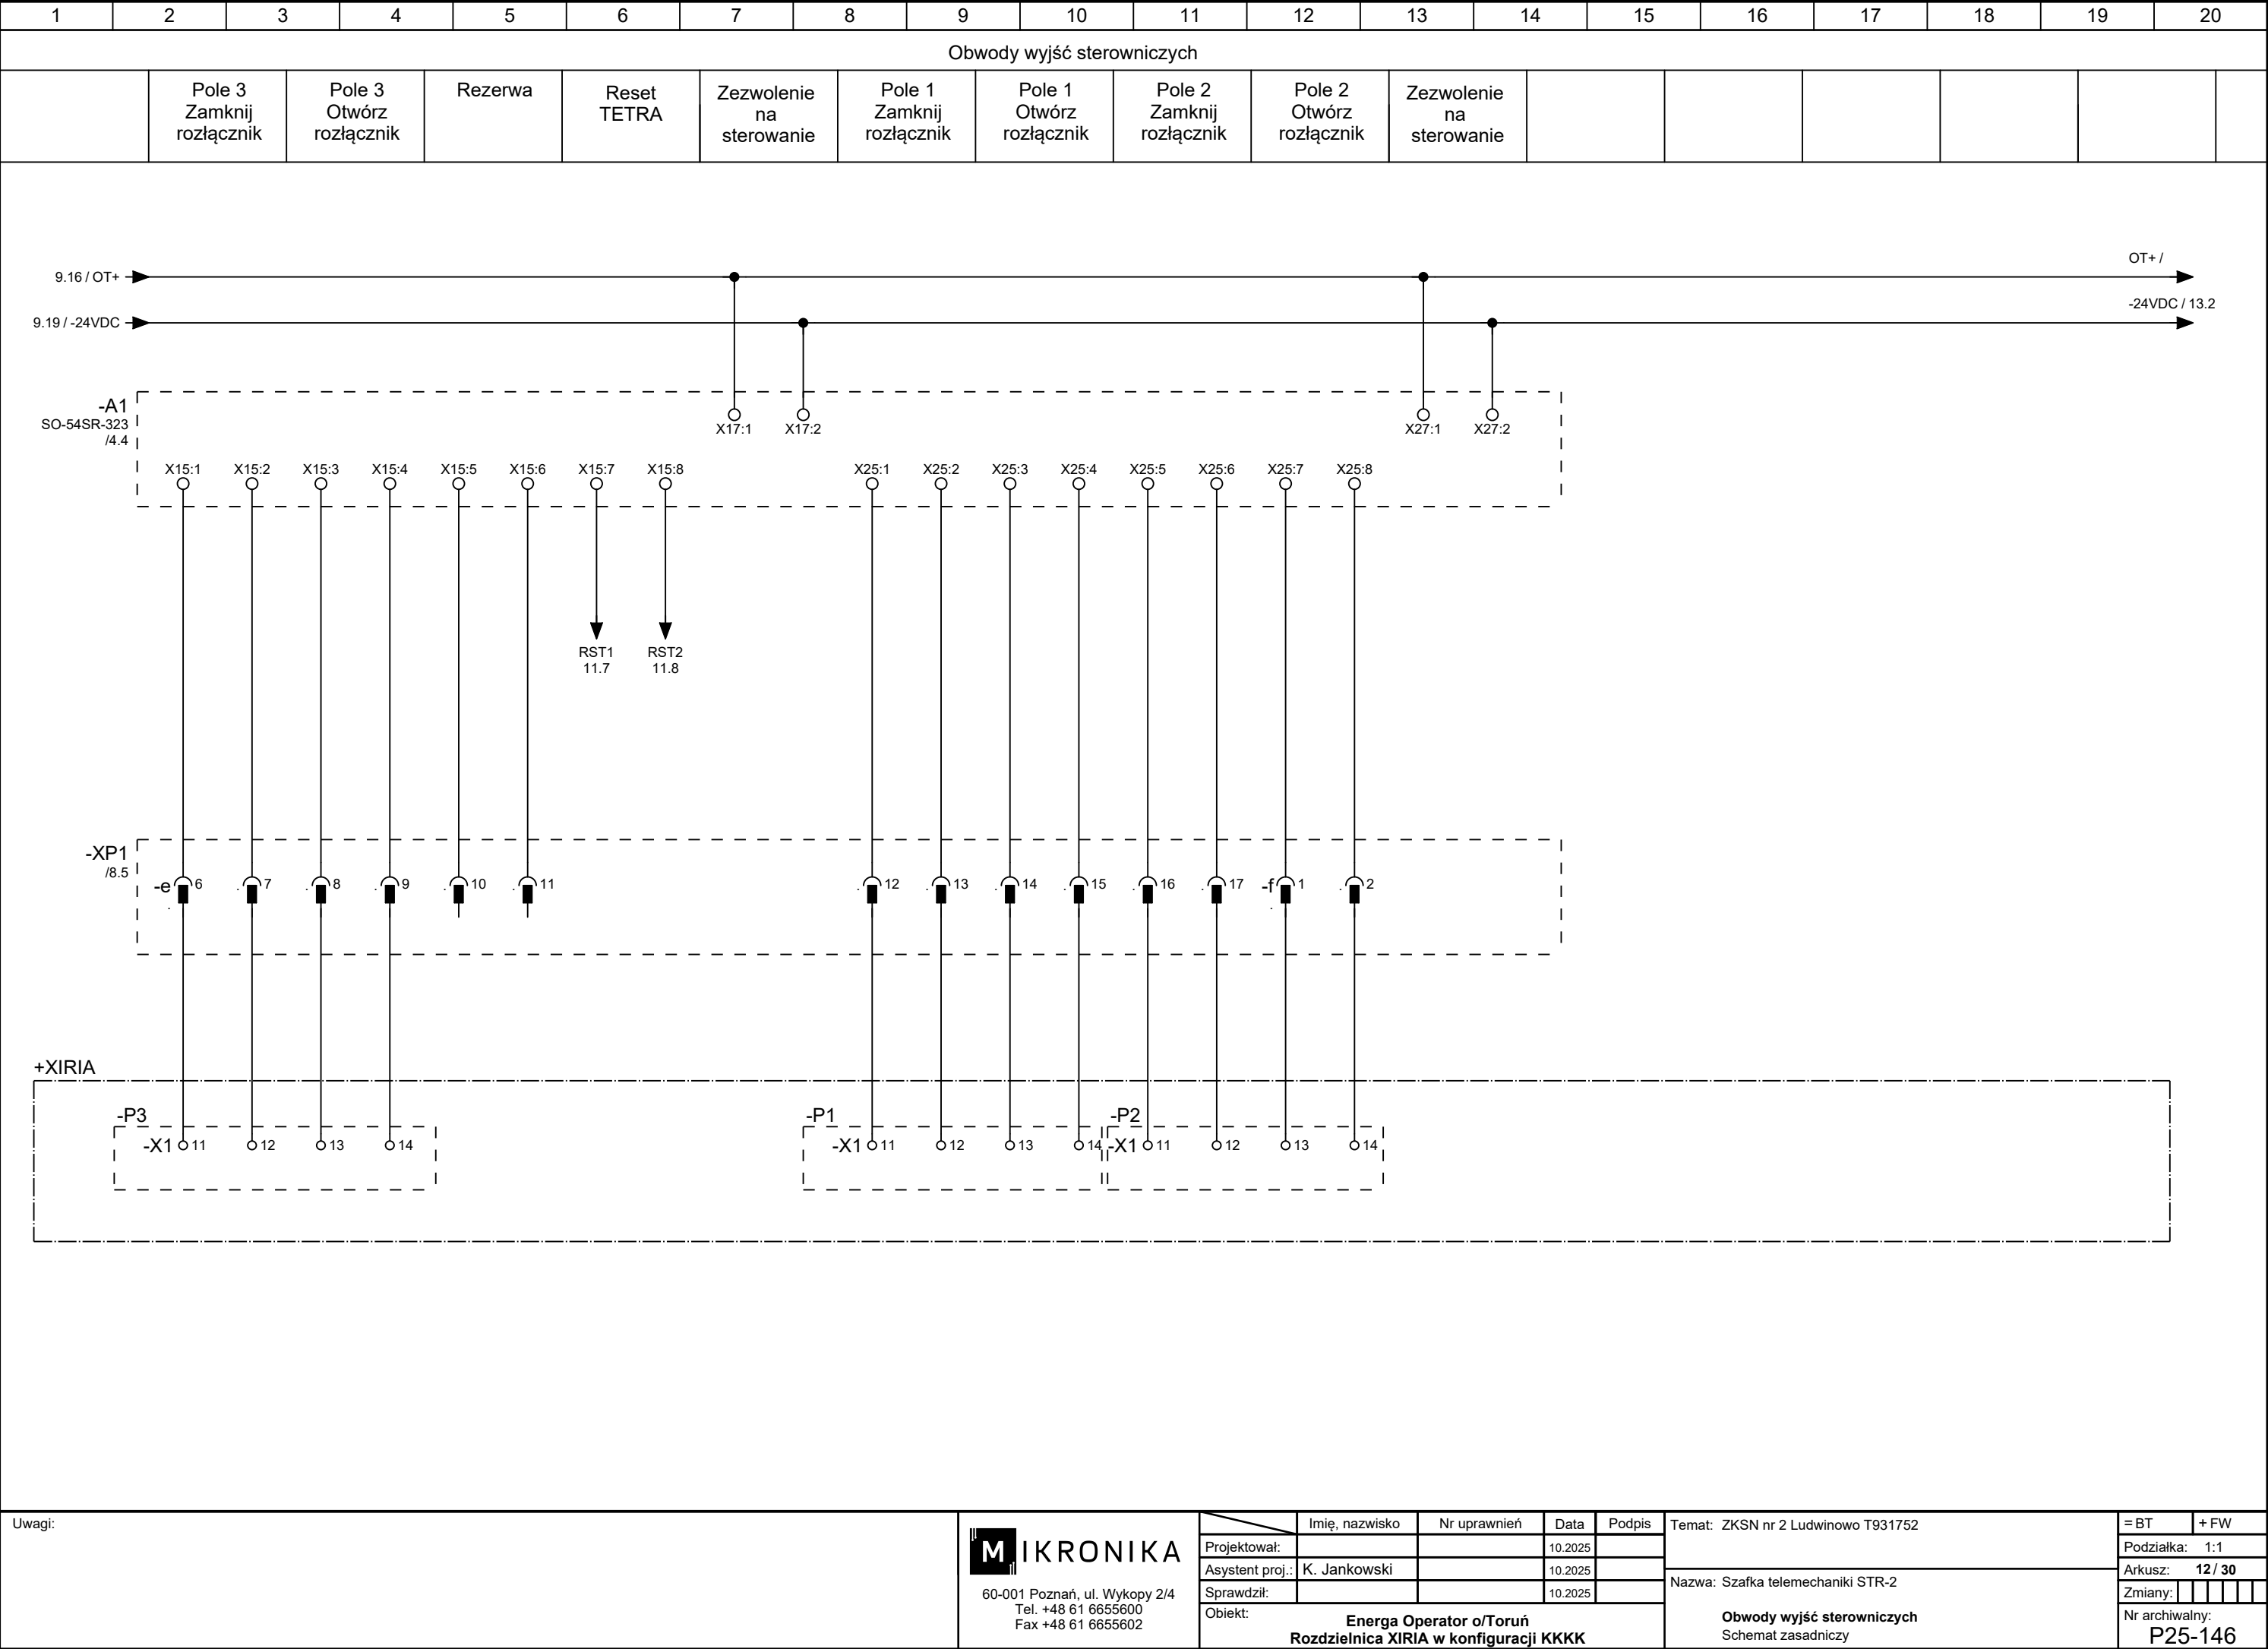 1 2 3 4 5 6 7 8 9 10 11 12 13 14 15 16 17 18 19 20
Obwody wyjść sterowniczych
Pole 3 Zamknij rozłącznik
Pole 3 Otwórz rozłącznik
Rezerwa
Reset TETRA
Zezwolenie na sterowanie
Pole 1 Zamknij rozłącznik
Pole 1 Otwórz rozłącznik
Pole 2 Zamknij rozłącznik
Pole 2 Otwórz rozłącznik
Zezwolenie na sterowanie
9.16 / OT+
OT+ /
9.19 / -24VDC
-24VDC / 13.2
-A1
SO-54SR-323
/4.4
X17:1 X17:2 X27:1 X27:2
X15:1 X15:2 X15:3 X15:4 X15:5 X15:6 X15:7 X15:8 X25:1 X25:2 X25:3 X25:4 X25:5 X25:6 X25:7 X25:8
RST1 RST2
11.7 11.8
-XP1
/8.5
-e 6 7 8 9 10 11 12 13 14 15 16 17 -f 1 2
+XIRIA
-P3 -P1 -P2
-X1 11 12 13 14 -X1 11 12 13 14 -X1 11 12 13 14
Uwagi:
MIKRONIKA
60-001 Poznań, ul. Wykopy 2/4
Tel. +48 61 6655600
Fax +48 61 6655602
Imię, nazwisko Nr uprawnień Data Podpis
Projektował: 10.2025
Asystent proj.: K. Jankowski 10.2025
Sprawdził: 10.2025
Obiekt: Energa Operator o/Toruń
Rozdzielnica XIRIA w konfiguracji KKKK
Temat: ZKSN nr 2 Ludwinowo T931752
Nazwa: Szafka telemechaniki STR-2
Obwody wyjść sterowniczych
Schemat zasadniczy
= BT + FW
Podziałka: 1:1
Arkusz: 12 / 30
Zmiany:
Nr archiwalny:
P25-146